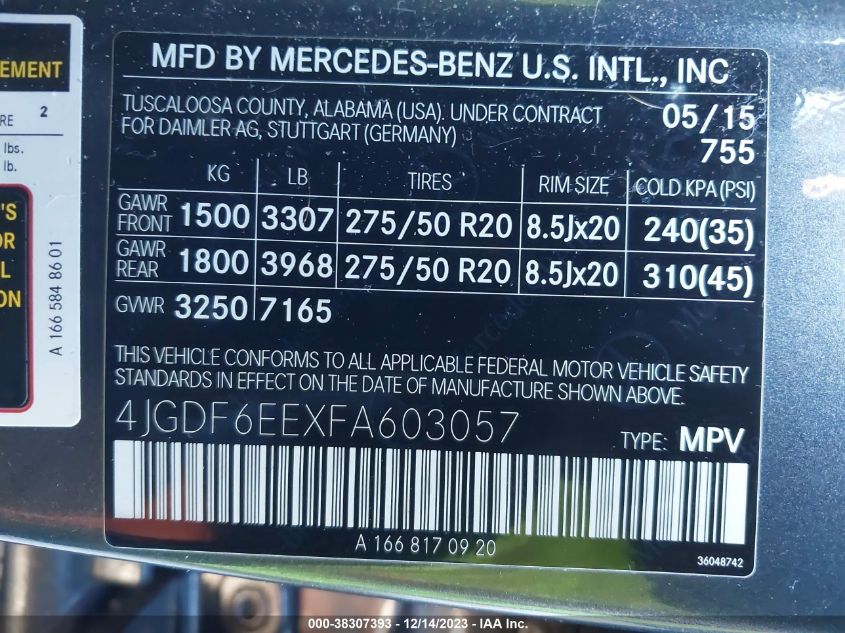 EMENT
RE 2
lbs.
lb.
'S
OR
L
ON
A 166 584 86 01
MFD BY MERCEDES-BENZ U.S. INTL., INC
TUSCALOOSA COUNTY, ALABAMA (USA). UNDER CONTRACT
FOR DAIMLER AG, STUTTGART (GERMANY)
05/15
755
KG LB TIRES RIM SIZE COLD KPA (PSI)
GAWR FRONT 1500 3307 275/50 R20 8.5Jx20 240(35)
GAWR REAR 1800 3968 275/50 R20 8.5Jx20 310(45)
GVWR 3250 7165
THIS VEHICLE CONFORMS TO ALL APPLICABLE FEDERAL MOTOR VEHICLE SAFETY
STANDARDS IN EFFECT ON THE DATE OF MANUFACTURE SHOWN ABOVE.
4JGDF6EEXFA603057
TYPE: MPV
A 166 817 09 20
36048742
000-38307393 - 12/14/2023 - IAA Inc.